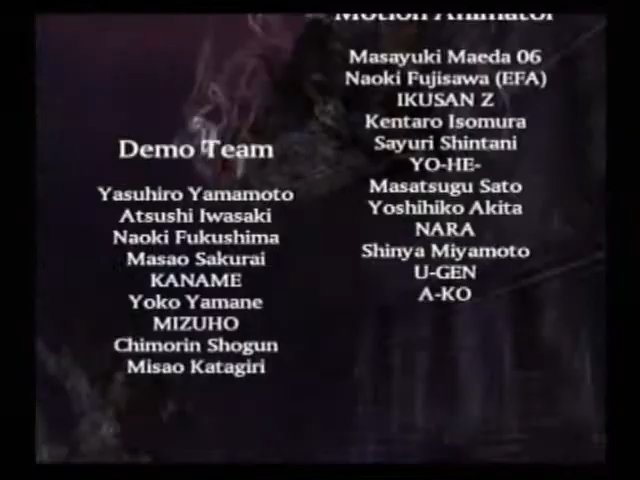 Motion Animator
Masayuki Maeda 06
Naoki Fujisawa (EFA)
IKUSAN Z
Kentaro Isomura
Sayuri Shintani
YO-HE-
Masatsugu Sato
Yoshihiko Akita
NARA
Shinya Miyamoto
U-GEN
A-KO
Demo Team
Yasuhiro Yamamoto
Atsushi Iwasaki
Naoki Fukushima
Masao Sakurai
KANAME
Yoko Yamane
MIZUHO
Chimorin Shogun
Misao Katagiri